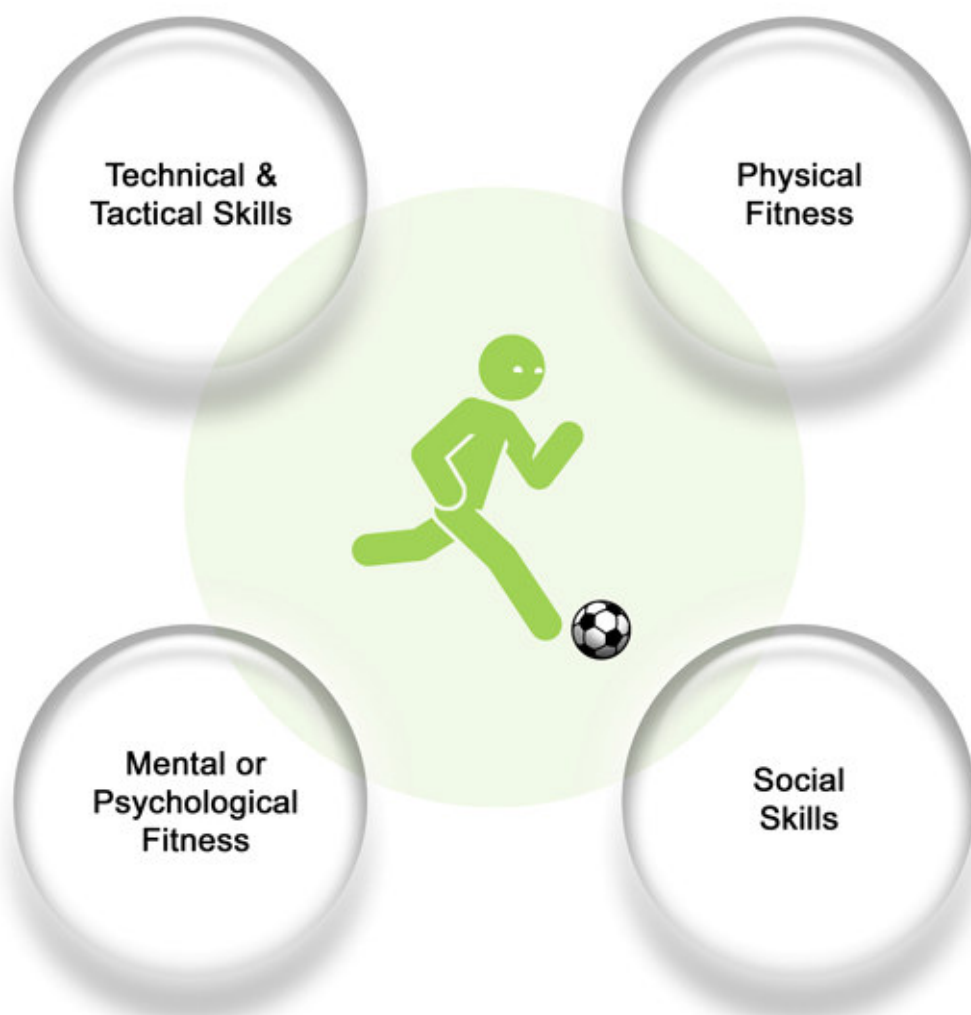 Technical &
Tactical Skills
Physical
Fitness
Mental or
Psychological
Fitness
Social
Skills